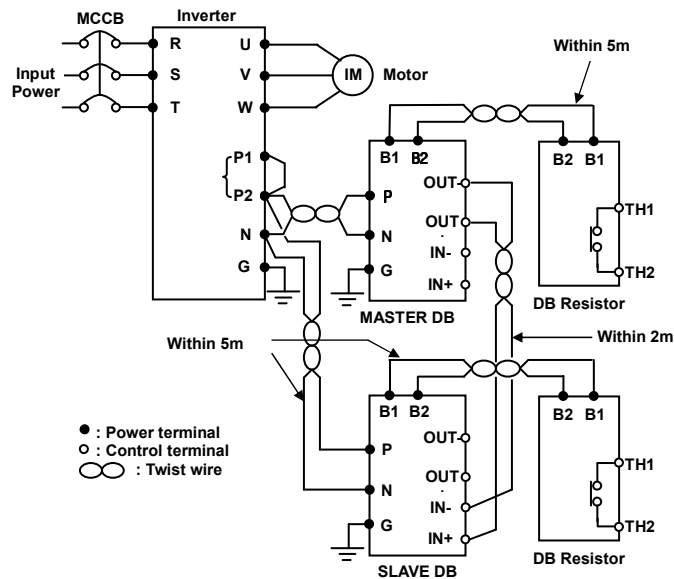 MCCB
Inverter
Within 5m
R
U
Input
Power
S
V
IM
Motor
T
W
P1
B1
B2
B2
B1
OUT-
P2
P
TH1
OUT
.
N
N
IN-
G
G
IN+
TH2
MASTER DB
DB Resistor
Within 5m
Within 2m
B1
B2
B2
B1
● : Power terminal
○ : Control terminal
: Twist wire
OUT-
P
TH1
OUT
.
N
IN-
G
IN+
TH2
SLAVE DB
DB Resistor